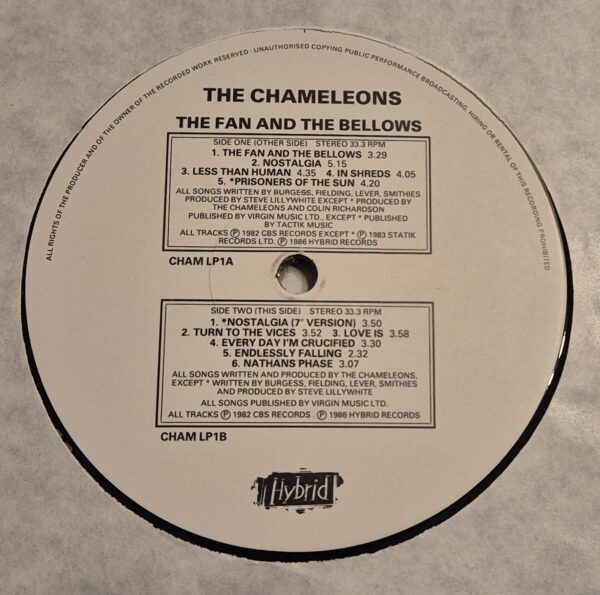 ALL RIGHTS OF THE PRODUCER AND OF THE OWNER OF THE RECORDED WORK RESERVED · UNAUTHORISED COPYING PUBLIC PERFORMANCE BROADCASTING, HIRING OR RENTAL OF THIS RECORDING PROHIBITED
THE CHAMELEONS
THE FAN AND THE BELLOWS
SIDE ONE (OTHER SIDE) STEREO 33.3 RPM
1. THE FAN AND THE BELLOWS 3.29
2. NOSTALGIA 5.15
3. LESS THAN HUMAN 4.35 4. IN SHREDS 4.05
5. *PRISONERS OF THE SUN 4.20
ALL SONGS WRITTEN BY BURGESS, FIELDING, LEVER, SMITHIES
PRODUCED BY STEVE LILLYWHITE EXCEPT * PRODUCED BY
THE CHAMELEONS AND COLIN RICHARDSON
PUBLISHED BY VIRGIN MUSIC LTD., EXCEPT * PUBLISHED
BY TACTIK MUSIC
ALL TRACKS Ⓟ 1982 CBS RECORDS EXCEPT * Ⓟ 1983 STATIK
RECORDS LTD. Ⓟ 1986 HYBRID RECORDS
CHAM LP1A
SIDE TWO (THIS SIDE) STEREO 33.3 RPM
1. *NOSTALGIA (7" VERSION) 3.50
2. TURN TO THE VICES 3.52 3. LOVE IS 3.58
4. EVERY DAY I'M CRUCIFIED 3.30
5. ENDLESSLY FALLING 2.32
6. NATHANS PHASE 3.07
ALL SONGS WRITTEN AND PRODUCED BY THE CHAMELEONS,
EXCEPT * WRITTEN BY BURGESS, FIELDING, LEVER, SMITHIES
AND PRODUCED BY STEVE LILLYWHITE
ALL SONGS PUBLISHED BY VIRGIN MUSIC LTD.
ALL TRACKS Ⓟ 1982 CBS RECORDS . Ⓟ 1986 HYBRID RECORDS
CHAM LP1B
Hybrid